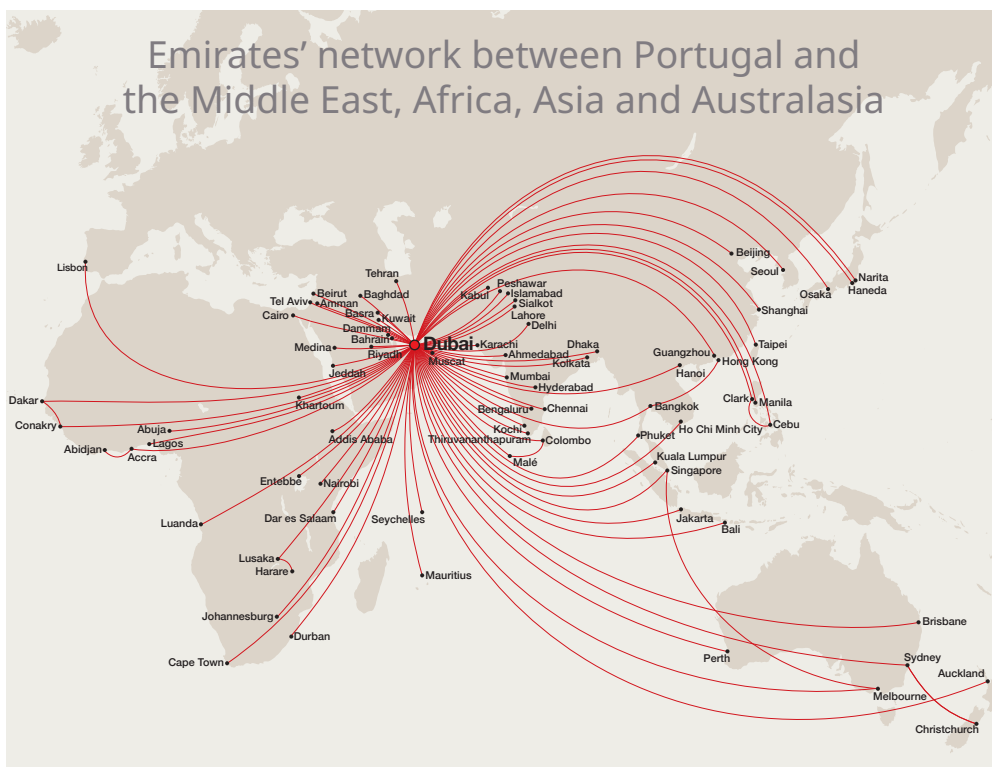 Emirates’ network between Portugal and
the Middle East, Africa, Asia and Australasia
Beijing
Lisbon
Seoul
Tehran
Narita
Peshawar
Haneda
Osaka
Beirut
Baghdad
Kabul
Islamabad
Tel Aviv
Amman
Sialkot
Cairo
Basra
Kuwait
Lahore
Shanghai
Delhi
Dammam
Bahrain
Dubai
Karachi
Dhaka
Taipei
Medina
Riyadh
Muscat
Ahmedabad
Kolkata
Guangzhou
Hong Kong
Jeddah
Hanoi
Mumbai
Hyderabad
Dakar
Khartoum
Bengaluru
Chennai
Bangkok
Clark
Manila
Conakry
Abuja
Kochi
Ho Chi Minh City
Cebu
Lagos
Addis Ababa
Thiruvananthapuram
Colombo
Phuket
Abidjan
Accra
Malé
Kuala Lumpur
Singapore
Entebbe
Nairobi
Luanda
Dar es Salaam
Seychelles
Jakarta
Bali
Lusaka
Harare
Mauritius
Johannesburg
Brisbane
Durban
Cape Town
Perth
Sydney
Auckland
Melbourne
Christchurch